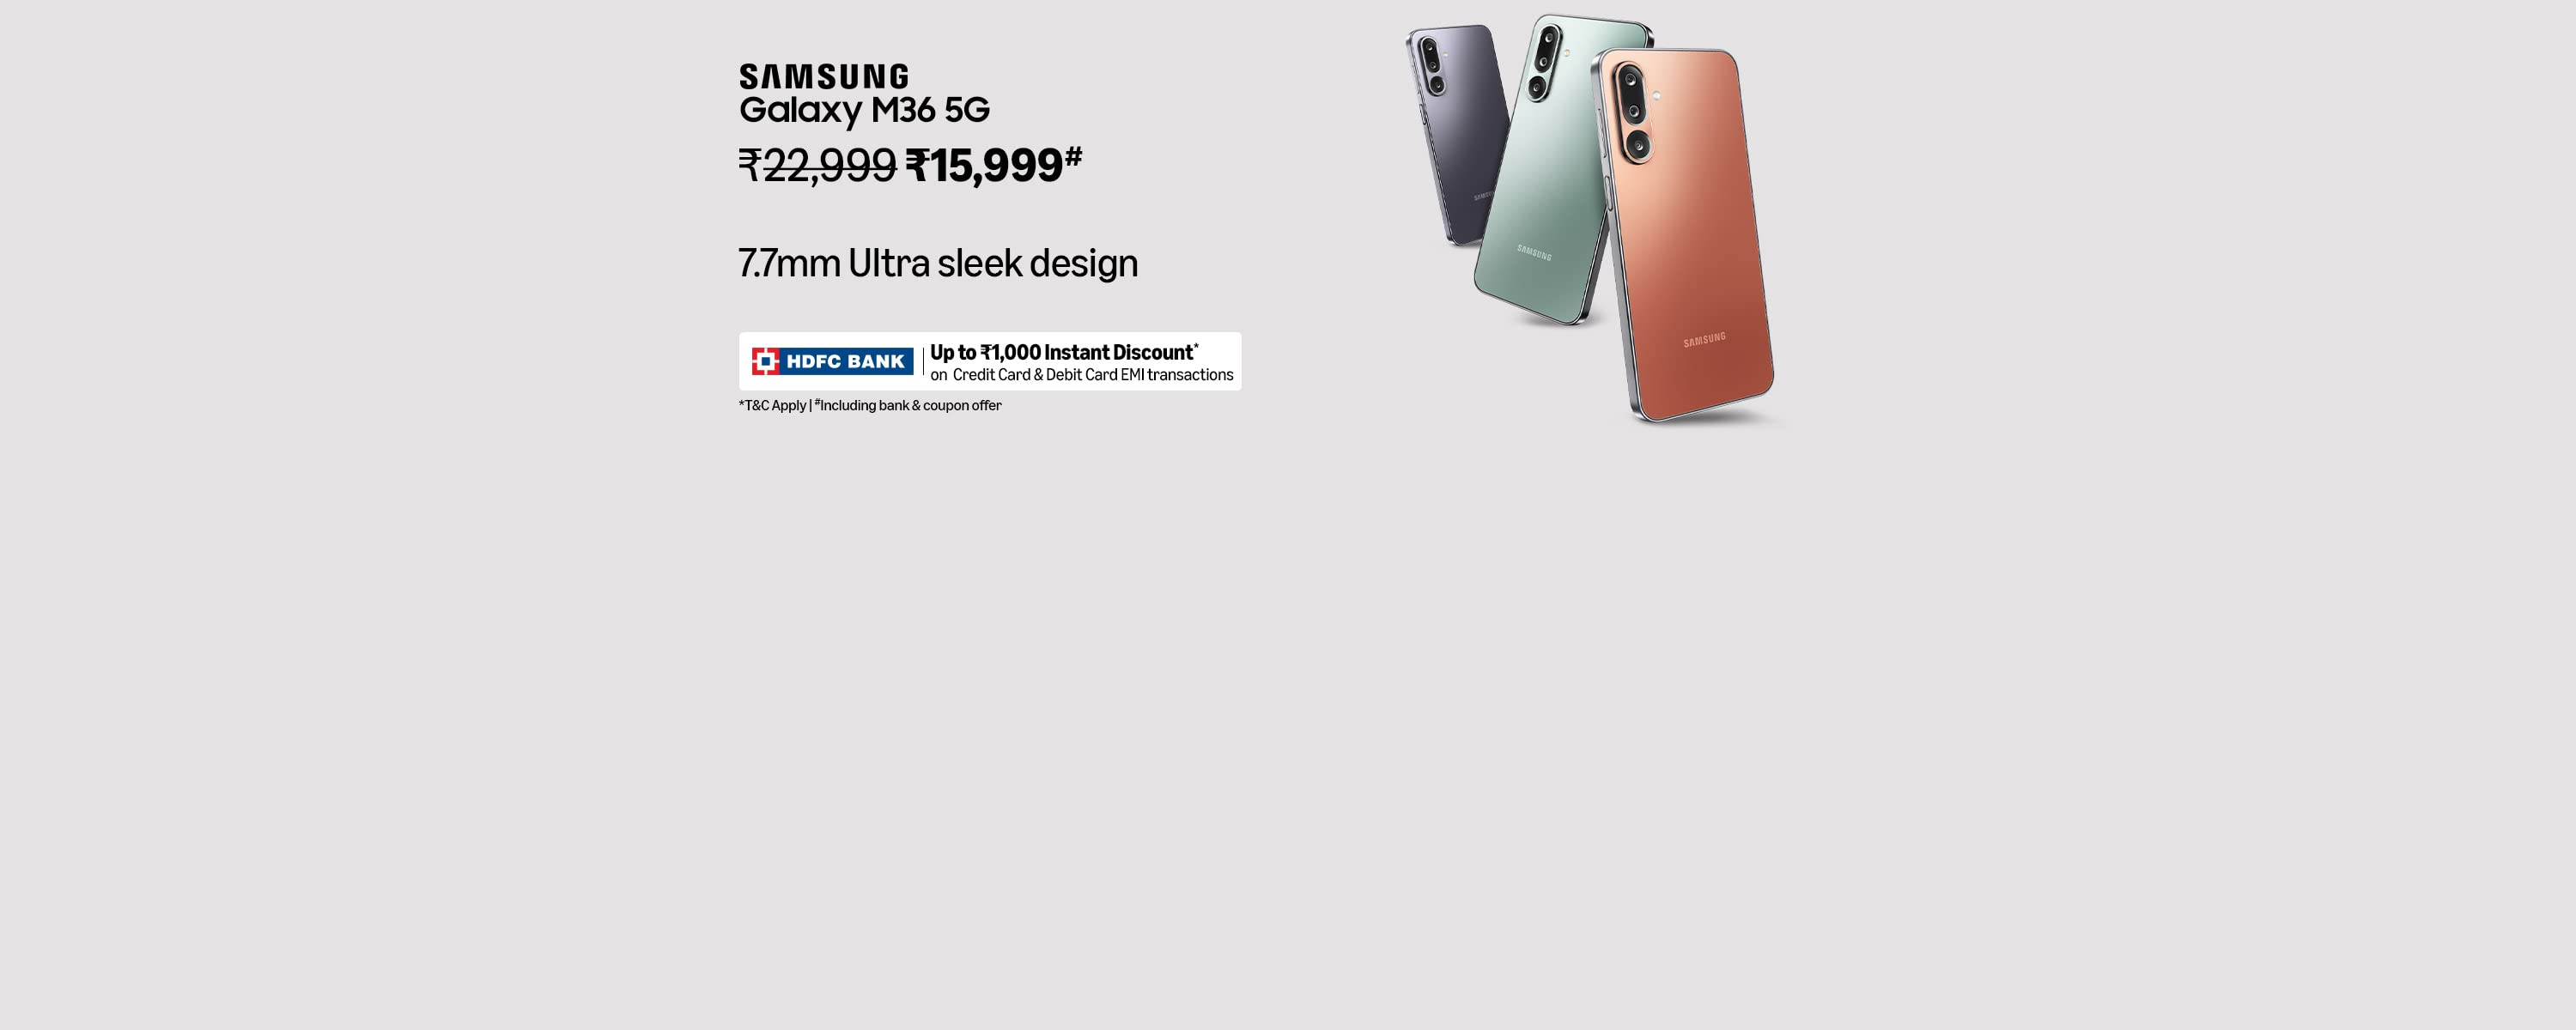 SAMSUNG
Galaxy M36 5G
₹22,999 ₹15,999#
7.7mm Ultra sleek design
HDFC BANK
Up to ₹1,000 Instant Discount*
on Credit Card & Debit Card EMI transactions
*T&C Apply | #Including bank & coupon offer
SAMSUNG
SAMSUNG